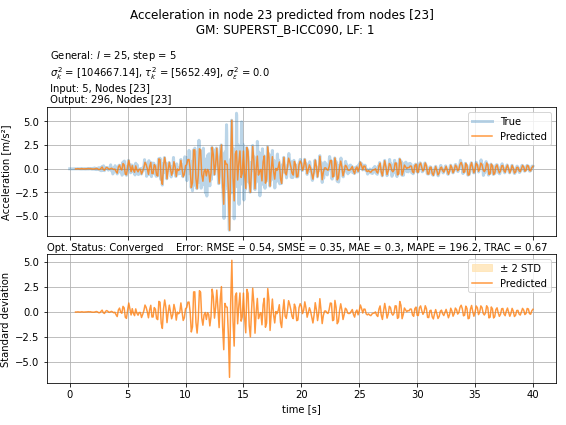 Acceleration in node 23 predicted from nodes [23]
GM: SUPERST_B-ICC090, LF: 1
General: l = 25, step = 5
σ²ₖ = [104667.14], τ²ₖ = [5652.49], σ²ε = 0.0
Input: 5, Nodes [23]
Output: 296, Nodes [23]
5.0
2.5
0.0
−2.5
−5.0
Acceleration [m/s²]
True
Predicted
Opt. Status: Converged Error: RMSE = 0.54, SMSE = 0.35, MAE = 0.3, MAPE = 196.2, TRAC = 0.67
5.0
2.5
0.0
−2.5
−5.0
Standard deviation
± 2 STD
Predicted
0 5 10 15 20 25 30 35 40
time [s]